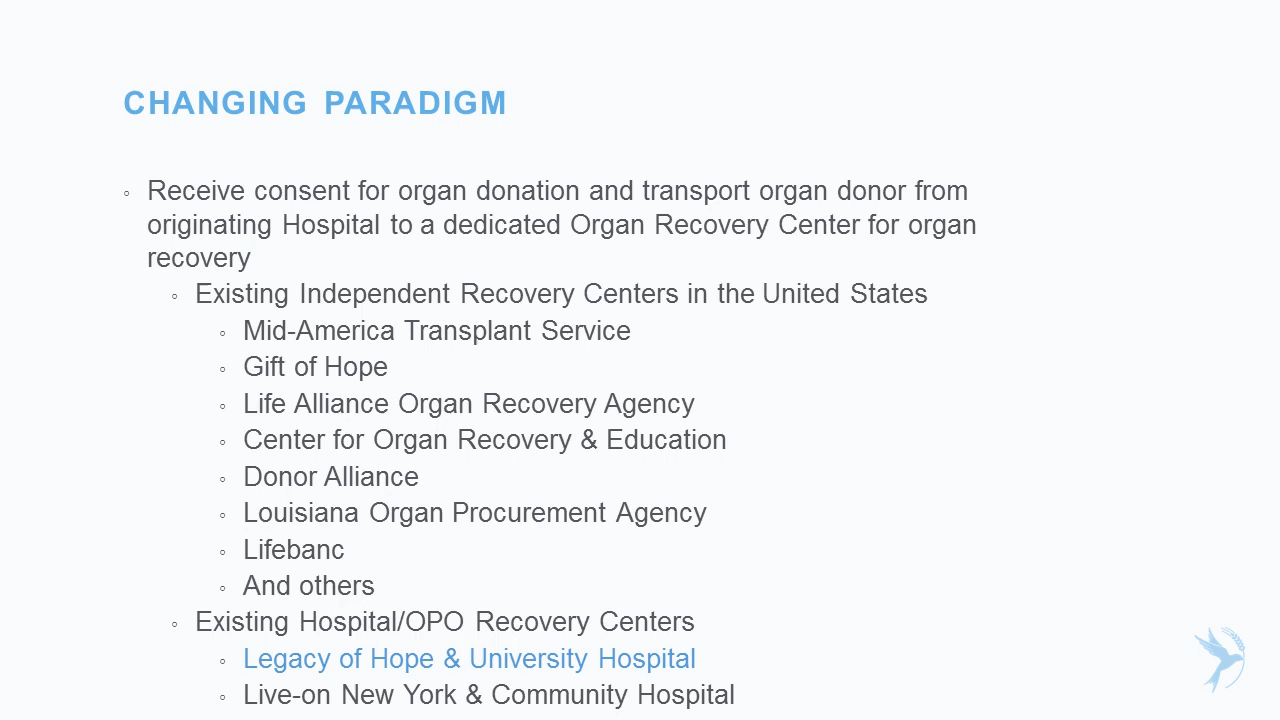 CHANGING PARADIGM
◦ Receive consent for organ donation and transport organ donor from
originating Hospital to a dedicated Organ Recovery Center for organ
recovery
◦ Existing Independent Recovery Centers in the United States
◦ Mid-America Transplant Service
◦ Gift of Hope
◦ Life Alliance Organ Recovery Agency
◦ Center for Organ Recovery & Education
◦ Donor Alliance
◦ Louisiana Organ Procurement Agency
◦ Lifebanc
◦ And others
◦ Existing Hospital/OPO Recovery Centers
◦ Legacy of Hope & University Hospital
◦ Live-on New York & Community Hospital